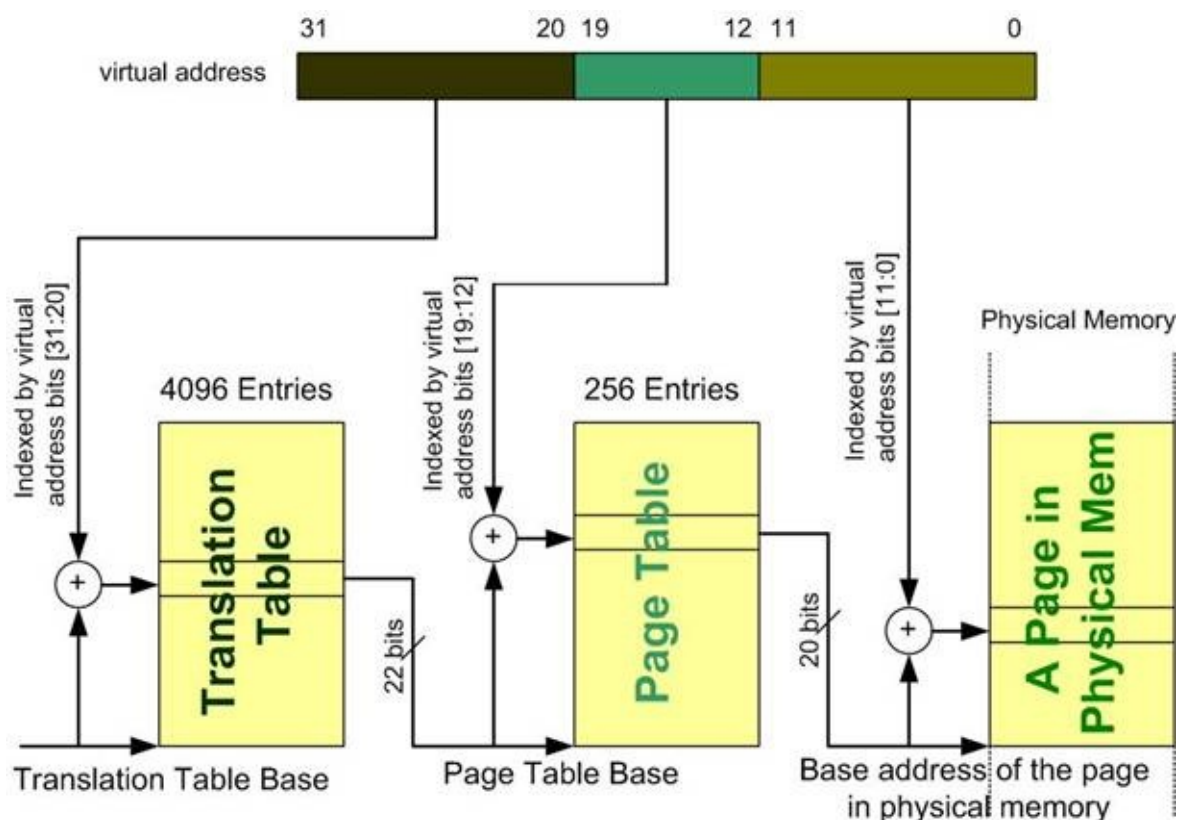 31
20
19
12
11
0
virtual address
Indexed by virtual
address bits [31:20]
Indexed by virtual
address bits [19:12]
Indexed by virtual
address bits [11:0]
Physical Memory
4096 Entries
256 Entries
Translation
Table
Page Table
A Page in
Physical Mem
+
+
+
22 bits
20 bits
Translation Table Base
Page Table Base
Base address of the page
in physical memory